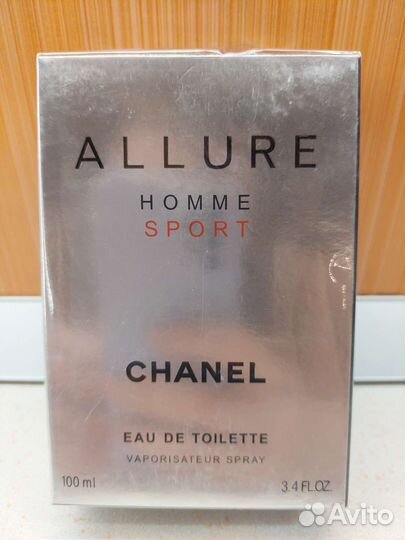 ALLURE
HOMME
SPORT
CHANEL
EAU DE TOILETTE
VAPORISATEUR SPRAY
100 ml 3.4 FL.OZ.
Avito